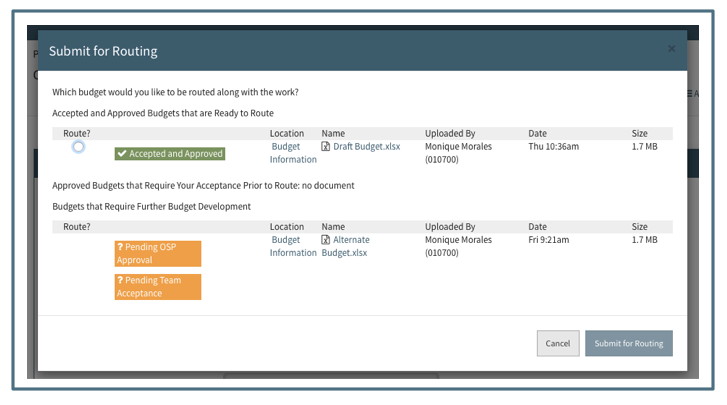 Submit for Routing
×
Which budget would you like to be routed along with the work?
Accepted and Approved Budgets that are Ready to Route
Route? Location Name Uploaded By Date Size
Accepted and Approved Budget Draft Budget.xlsx Monique Morales Thu 10:36am 1.7 MB
Information (010700)
Approved Budgets that Require Your Acceptance Prior to Route: no document
Budgets that Require Further Budget Development
Route? Location Name Uploaded By Date Size
? Pending OSP Budget Alternate Monique Morales Fri 9:21am 1.7 MB
Approval Information Budget.xlsx (010700)
? Pending Team
Acceptance
Cancel Submit for Routing